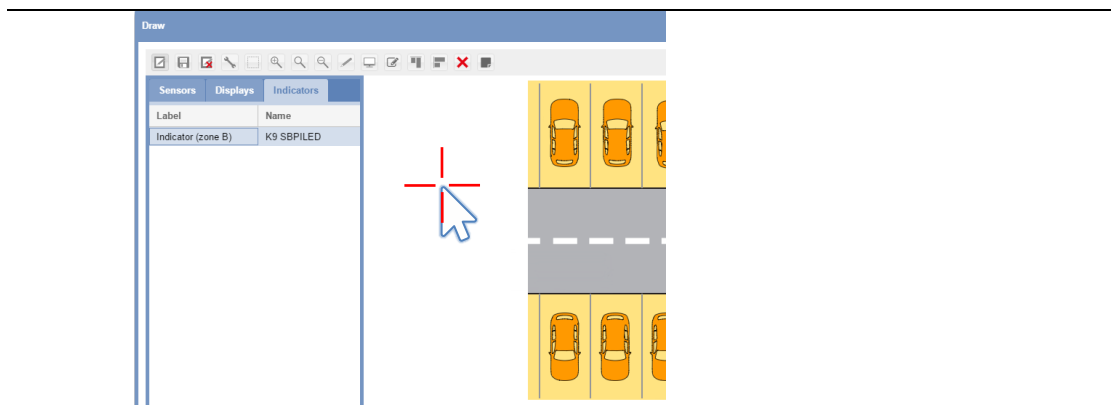 Draw
Sensors Displays Indicators
Label Name
Indicator (zone B) K9 SBPILED